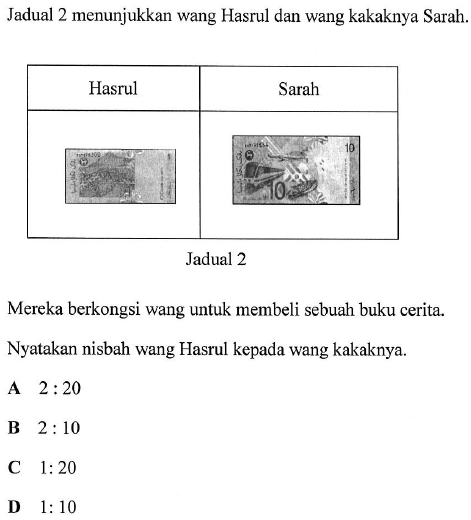 Jadual 2 menunjukkan wang Hasrul dan wang kakaknya Sarah.
Hasrul
Sarah
10
10
Jadual 2
Mereka berkongsi wang untuk membeli sebuah buku cerita.
Nyatakan nisbah wang Hasrul kepada wang kakaknya.
A 2 : 20
B 2 : 10
C 1: 20
D 1: 10